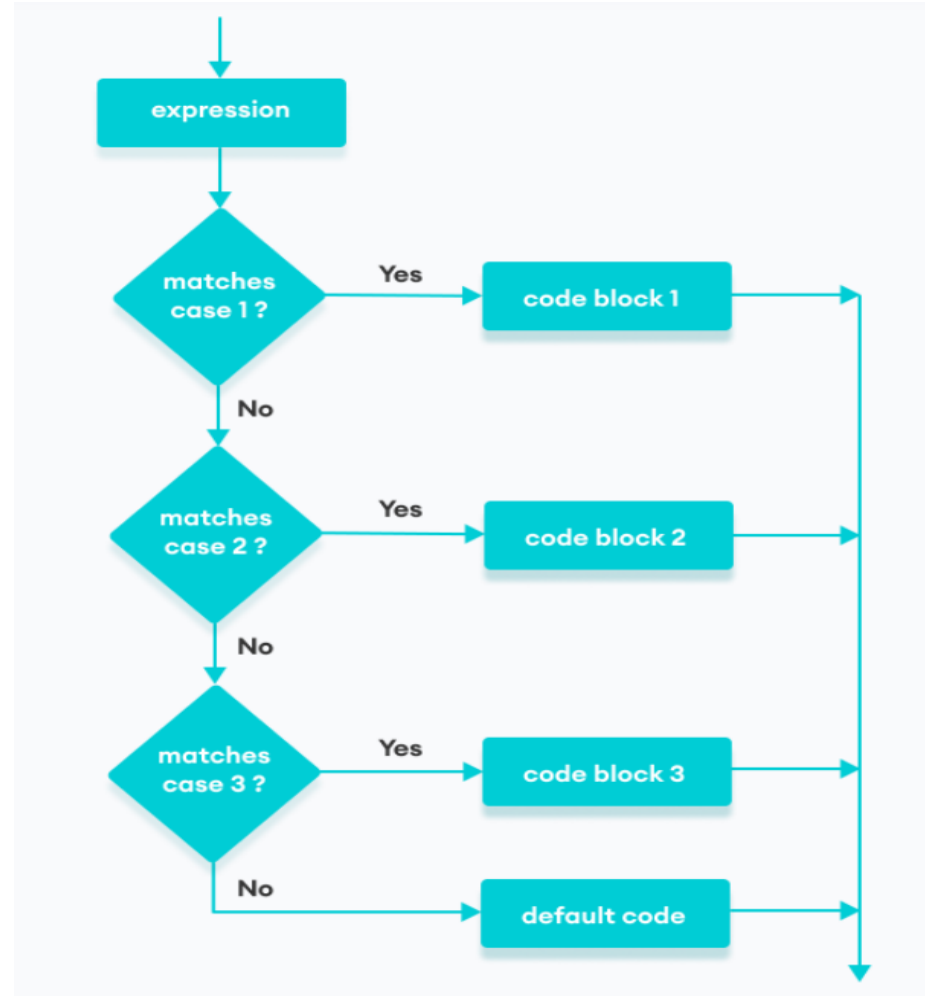 expression
matches
case 1 ?
Yes
code block 1
No
matches
case 2 ?
Yes
code block 2
No
matches
case 3 ?
Yes
code block 3
No
default code